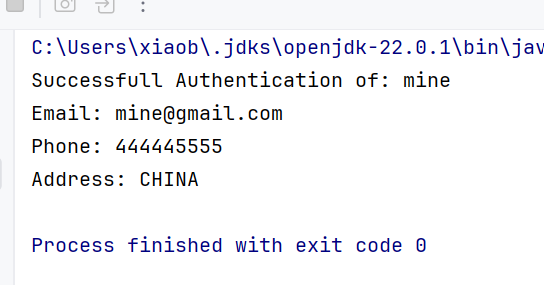 C:\Users\xiaob\.jdks\openjdk-22.0.1\bin\jav
Successfull Authentication of: mine
Email: mine@gmail.com
Phone: 444445555
Address: CHINA
Process finished with exit code 0